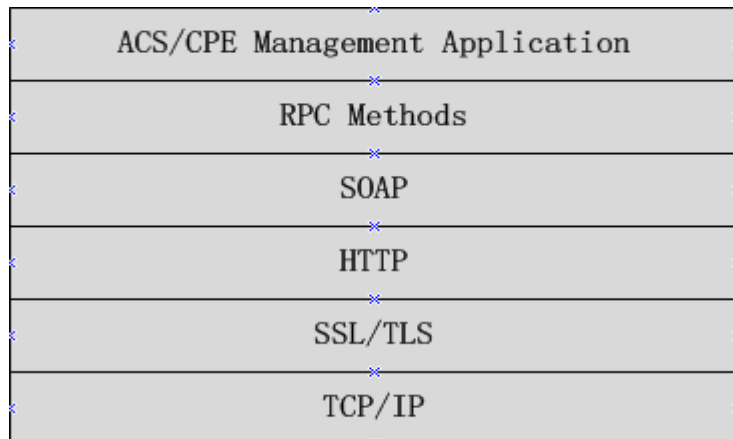 ACS/CPE Management Application
RPC Methods
SOAP
HTTP
SSL/TLS
TCP/IP